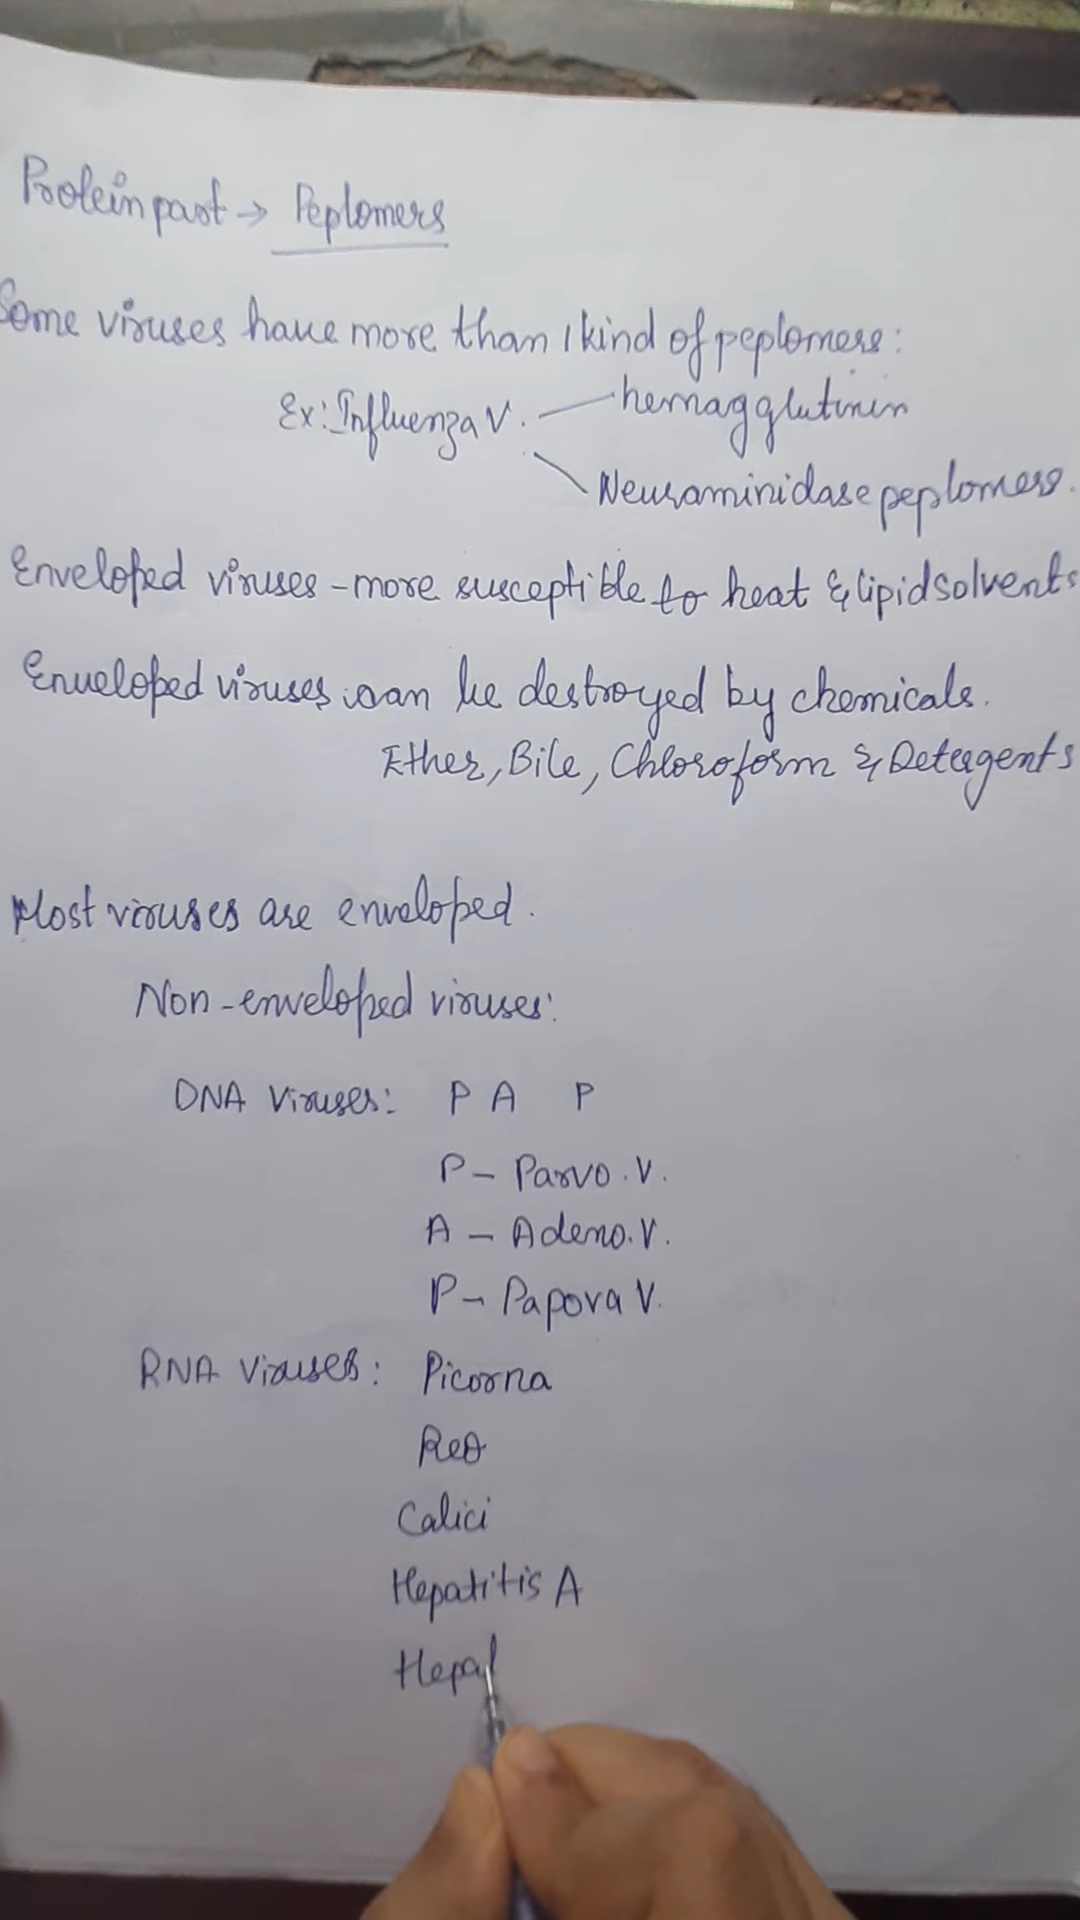 Protein part → Peplomers
Some viruses have more than 1 kind of peplomers:
Ex: Influenza V. — hemagglutinin
Neuraminidase peplomers.
Enveloped viruses - more susceptible to heat & lipid solvents
Enveloped viruses can be destroyed by chemicals.
Ether, Bile, Chloroform & Detergents
Most viruses are enveloped.
Non-enveloped viruses:
DNA Viruses: P A P
P - Parvo.V.
A - Adeno.V.
P - Papova V.
RNA Viruses: Picorna
Reo
Calici
Hepatitis A
Hepat